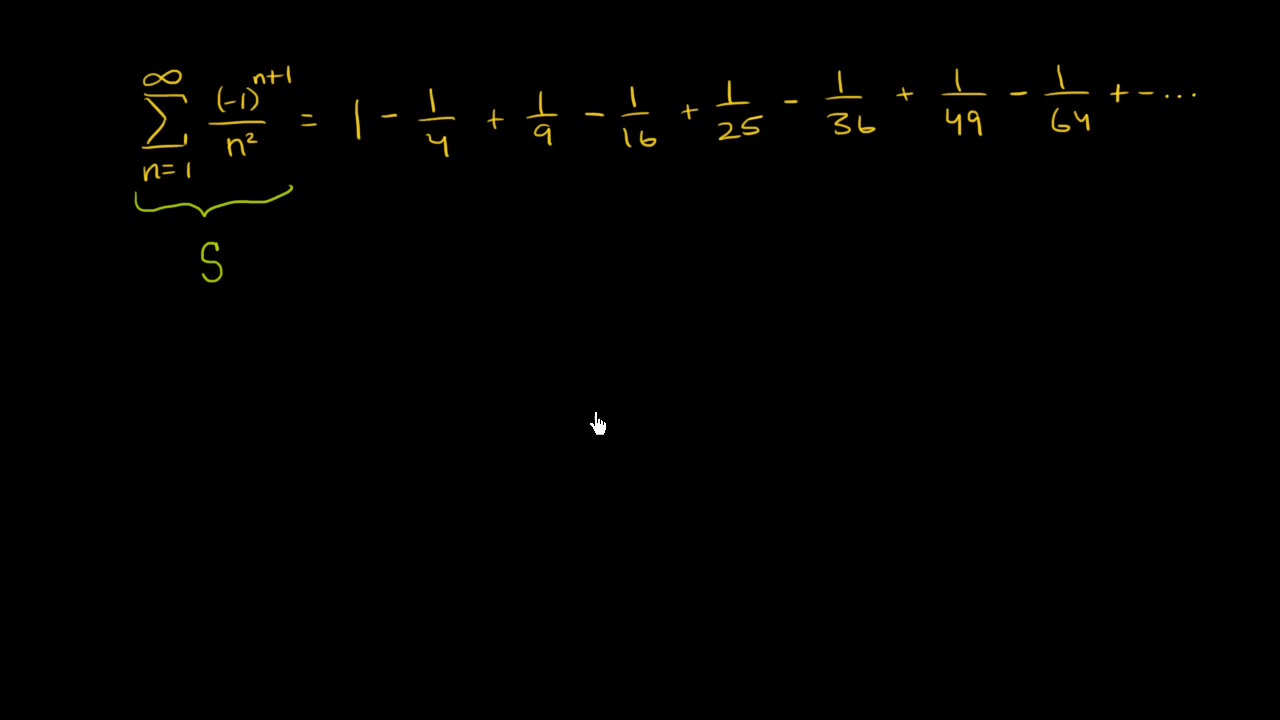 ∞ Σ n=1 (-1)^(n+1)/n² = 1 - 1/4 + 1/9 - 1/16 + 1/25 - 1/36 + 1/49 - 1/64 + - ...
S